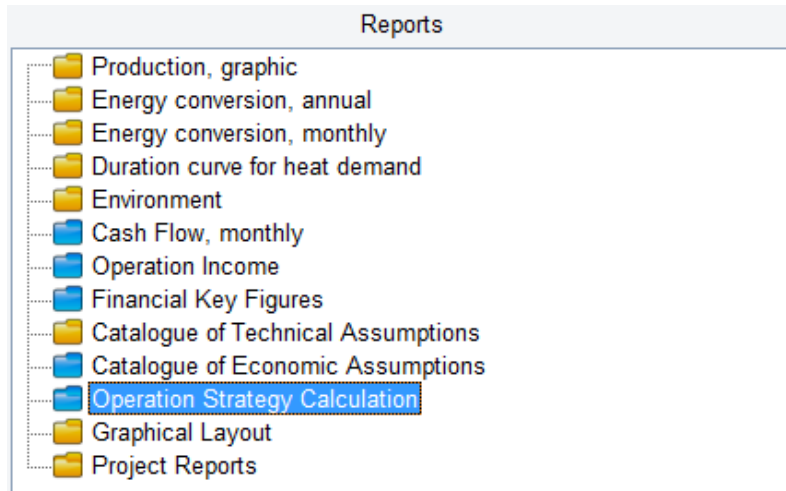 Reports
Production, graphic
Energy conversion, annual
Energy conversion, monthly
Duration curve for heat demand
Environment
Cash Flow, monthly
Operation Income
Financial Key Figures
Catalogue of Technical Assumptions
Catalogue of Economic Assumptions
Operation Strategy Calculation
Graphical Layout
Project Reports